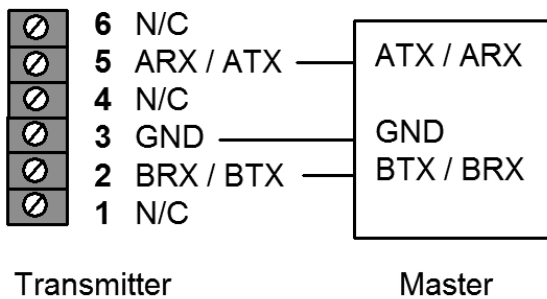 6 N/C
5 ARX / ATX ATX / ARX
4 N/C
3 GND GND
2 BRX / BTX BTX / BRX
1 N/C
Transmitter Master